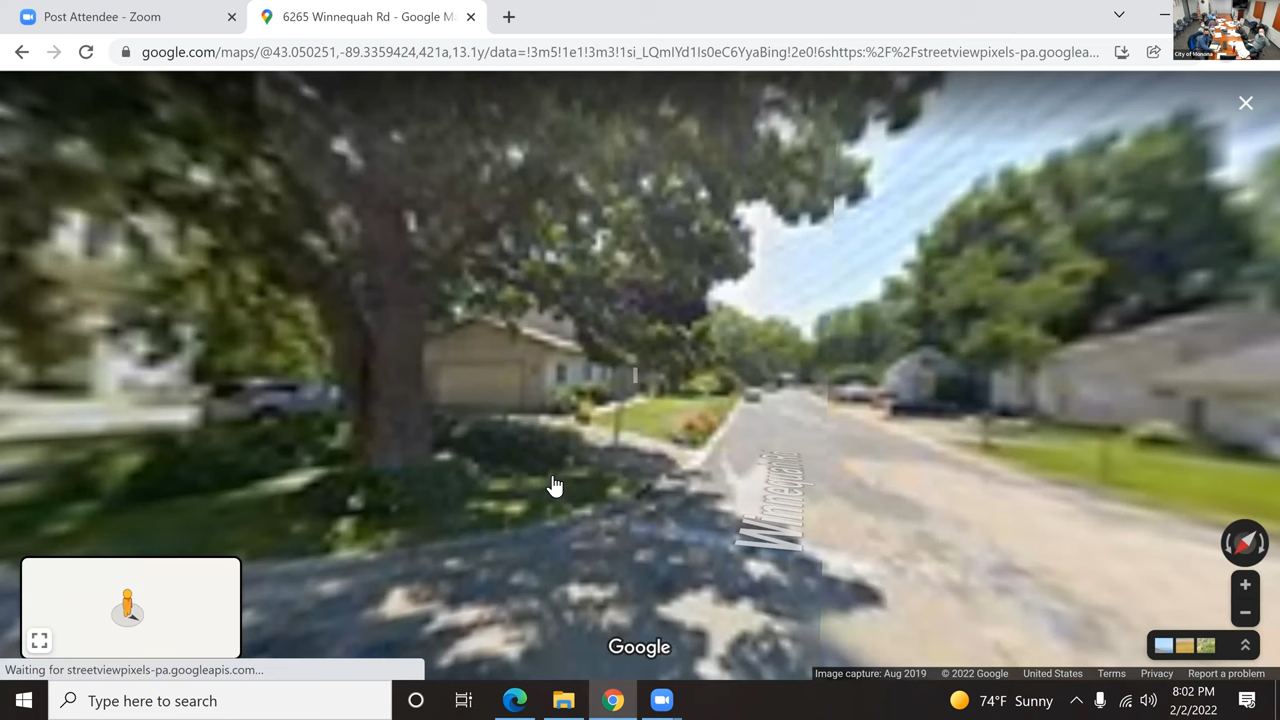 Post Attendee - Zoom
6265 Winnequah Rd - Google Ma
google.com/maps/@43.050251,-89.3359424,421a,13.1y/data=!3m5!1e1!3m3!1si_LQmlYd1Is0eC6YvaBing!2e0!6shttps:%2F%2Fstreetviewpixels-pa.googlea...
City of Monona
Winnequah Rd
Google
Waiting for streetviewpixels-pa.googleapis.com...
Image capture: Aug 2019 © 2022 Google United States Terms Privacy Report a problem
Type here to search
74°F Sunny
8:02 PM
2/2/2022